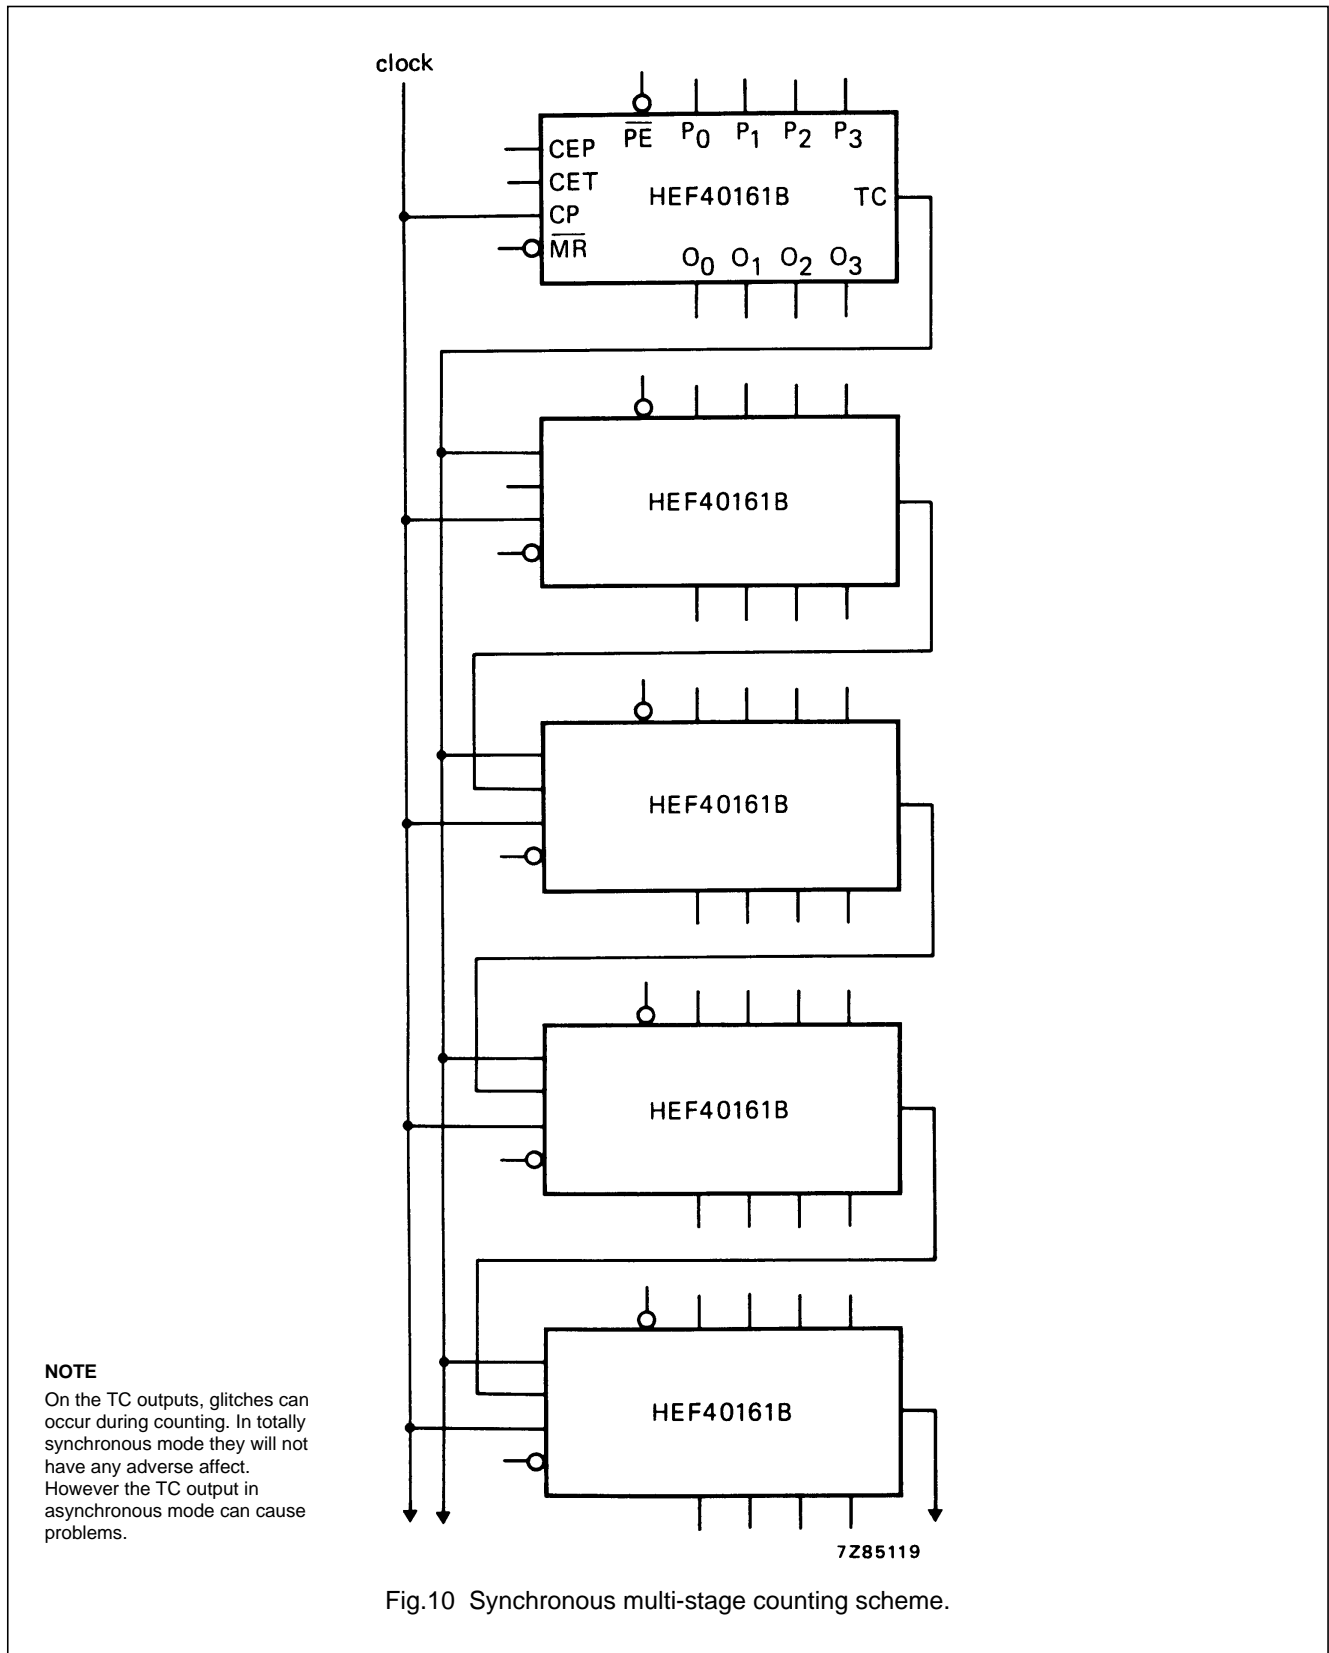 clock
PE P0 P1 P2 P3
CEP
CET
HEF40161B TC
CP
MR
O0 O1 O2 O3
HEF40161B
HEF40161B
HEF40161B
HEF40161B
NOTE
On the TC outputs, glitches can
occur during counting. In totally
synchronous mode they will not
have any adverse affect.
However the TC output in
asynchronous mode can cause
problems.
7Z85119
Fig.10 Synchronous multi-stage counting scheme.